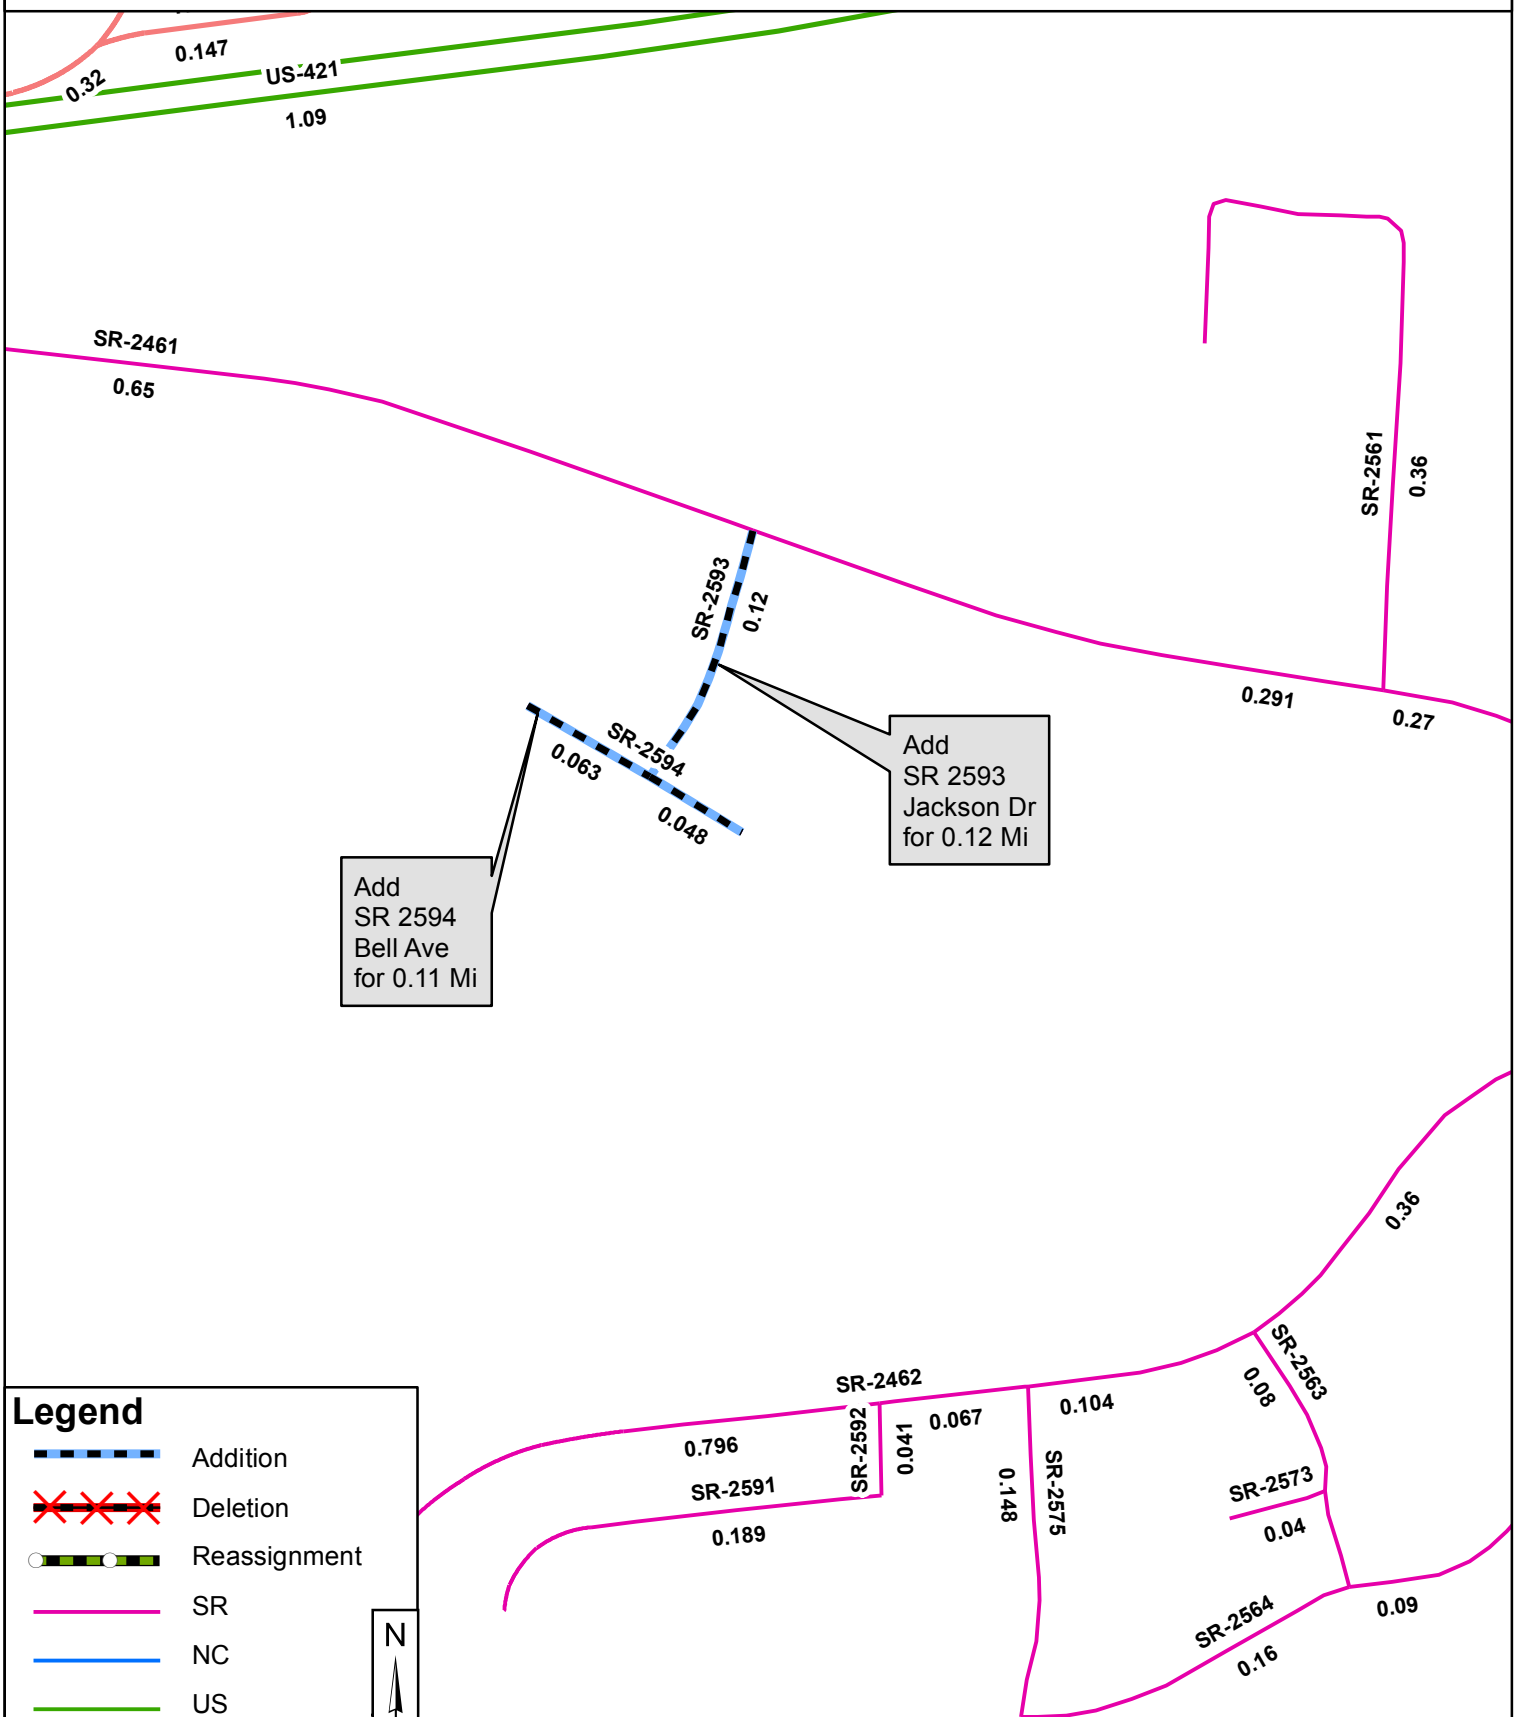 0.147
0.32
US-421
1.09
SR-2461
0.65
SR-2561
0.36
SR-2593
0.12
0.291
0.27
SR-2594
0.063
0.048
Add
SR 2593
Jackson Dr
for 0.12 Mi
Add
SR 2594
Bell Ave
for 0.11 Mi
0.36
SR-2563
0.08
SR-2462
0.104
0.067
0.796
SR-2592
0.041
SR-2591
0.189
0.148
SR-2575
SR-2573
0.04
SR-2564
0.16
0.09
Legend
Addition
Deletion
Reassignment
SR
NC
US
N